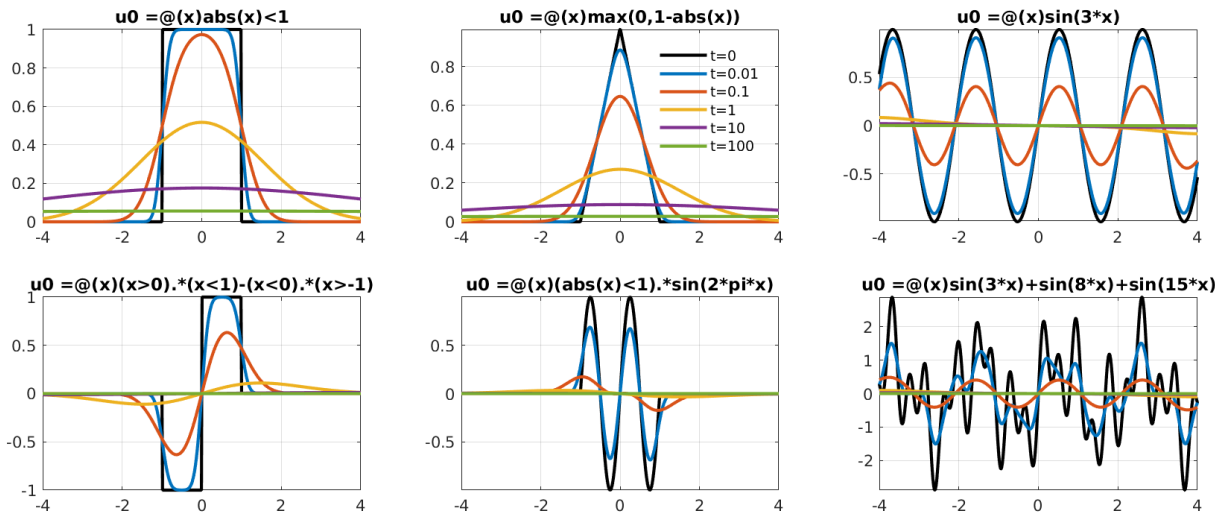 u0 =@(x)abs(x)<1
1
0.8
0.6
0.4
0.2
0
-4 -2 0 2 4
u0 =@(x)max(0,1-abs(x))
0.8
0.6
0.4
0.2
0
-4 -2 0 2 4
t=0
t=0.01
t=0.1
t=1
t=10
t=100
u0 =@(x)sin(3*x)
0.5
0
-0.5
-4 -2 0 2 4
u0 =@(x)(x>0).*(x<1)-(x<0).*(x>-1)
1
0.5
0
-0.5
-1
-4 -2 0 2 4
u0 =@(x)(abs(x)<1).*sin(2*pi*x)
0.5
0
-0.5
-4 -2 0 2 4
u0 =@(x)sin(3*x)+sin(8*x)+sin(15*x)
2
1
0
-1
-2
-4 -2 0 2 4